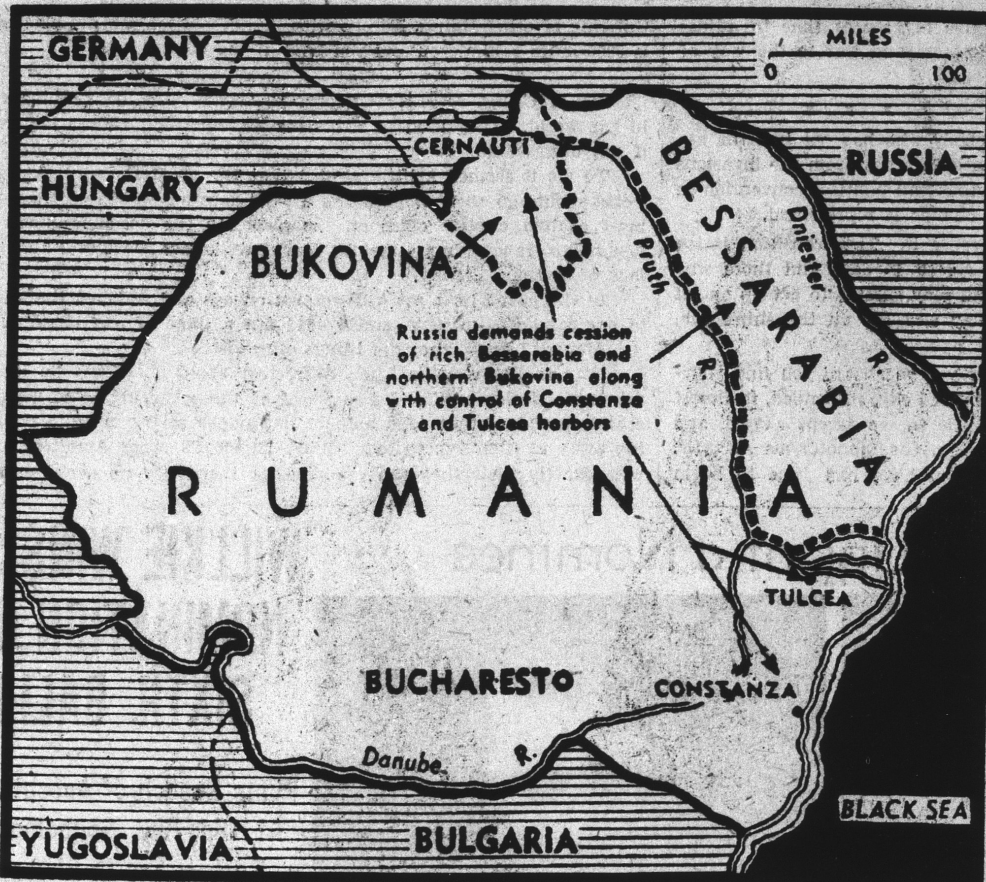 GERMANY
MILES
0 100
CERNAUTI
RUSSIA
HUNGARY
BESSARABIA
Dniester
R.
BUKOVINA
Pruth
R.
Russia demands cession
of rich Bessarabia and
northern Bukovina along
with control of Constanza
and Tulcea harbors
RUMANIA
TULCEA
BUCHAREST
CONSTANZA
Danube R.
BLACK SEA
YUGOSLAVIA
BULGARIA